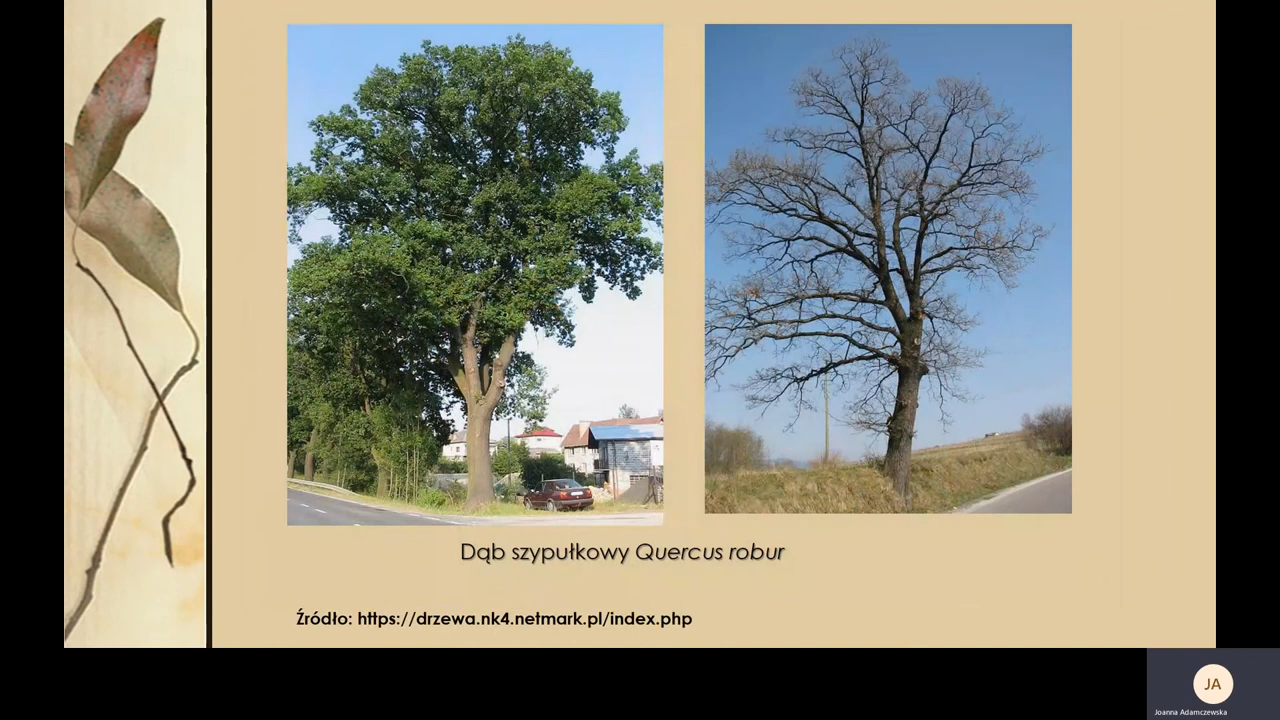 Dąb szypułkowy Quercus robur
Źródło: https://drzewa.nk4.netmark.pl/index.php
JA
Joanna Adamczewska